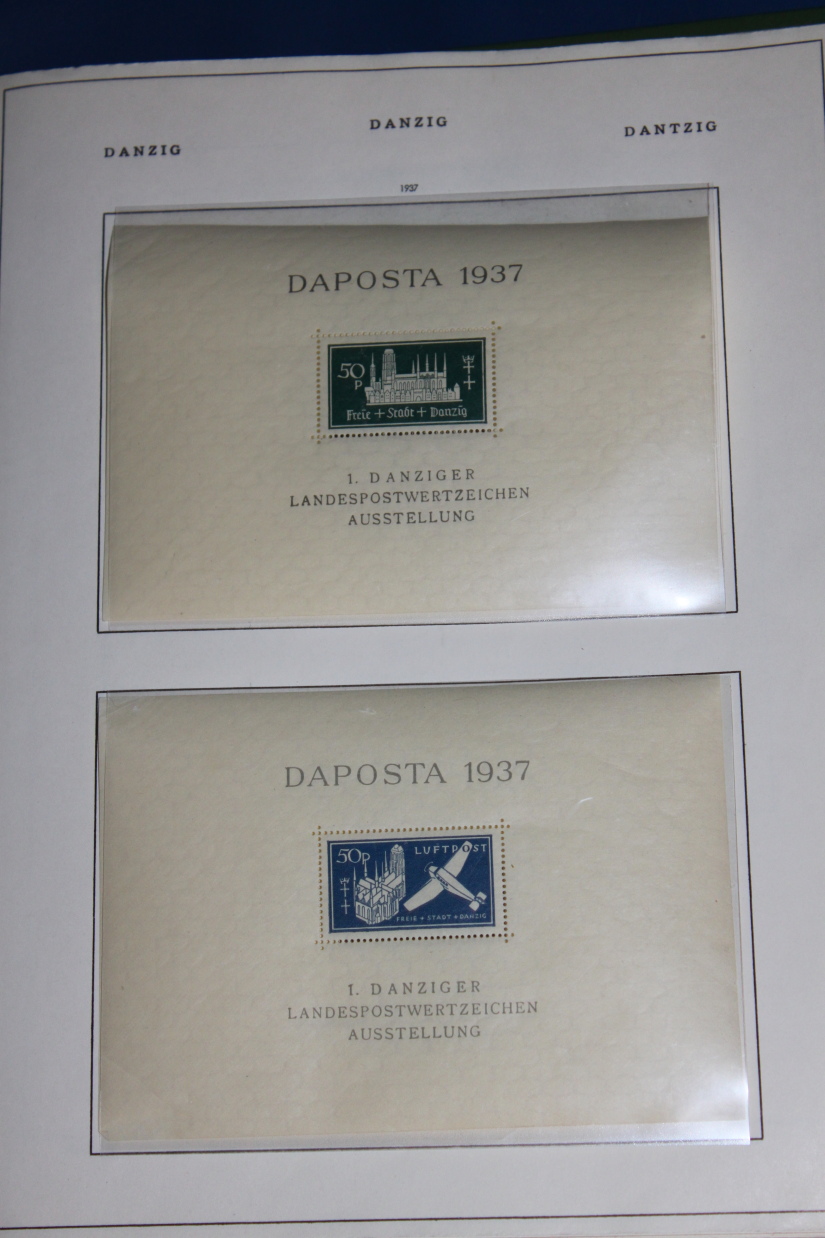 DANZIG
DANZIG
DANTZIG
1937
DAPOSTA 1937
50
P
Freie + Stadt + Danzig
1. DANZIGER
LANDESPOSTWERTZEICHEN
AUSSTELLUNG
DAPOSTA 1937
50P
LUFTPOST
FREIE + STADT + DANZIG
1. DANZIGER
LANDESPOSTWERTZEICHEN
AUSSTELLUNG